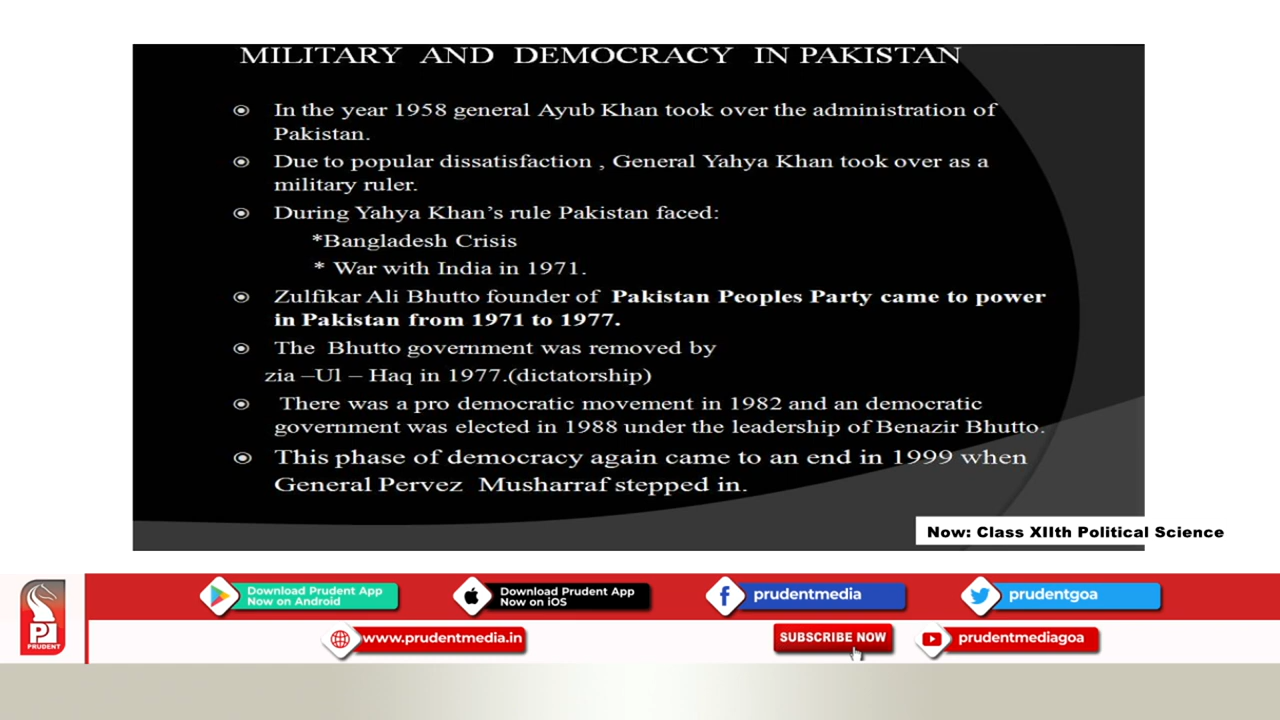 MILITARY AND DEMOCRACY IN PAKISTAN
In the year 1958 general Ayub Khan took over the administration of
Pakistan.
Due to popular dissatisfaction , General Yahya Khan took over as a
military ruler.
During Yahya Khan's rule Pakistan faced:
*Bangladesh Crisis
* War with India in 1971.
Zulfikar Ali Bhutto founder of Pakistan Peoples Party came to power
in Pakistan from 1971 to 1977.
The Bhutto government was removed by
zia –Ul – Haq in 1977.(dictatorship)
There was a pro democratic movement in 1982 and an democratic
government was elected in 1988 under the leadership of Benazir Bhutto.
This phase of democracy again came to an end in 1999 when
General Pervez Musharraf stepped in.
Now: Class XIIth Political Science
Download Prudent App
Now on Android
Download Prudent App
Now on iOS
prudentmedia
prudentgoa
PRUDENT
www.prudentmedia.in
SUBSCRIBE NOW
prudentmediagoa